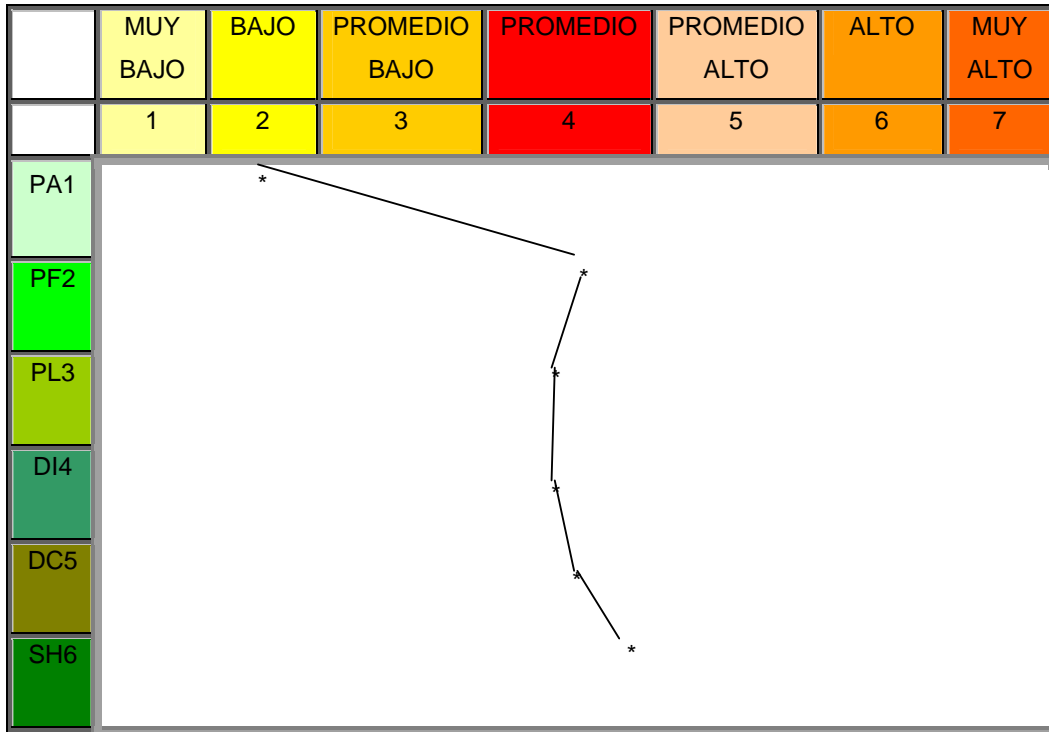 MUY BAJO PROMEDIO PROMEDIO PROMEDIO ALTO MUY
BAJO BAJO ALTO ALTO
1 2 3 4 5 6 7
PA1
*
PF2
*
PL3
*
DI4
*
DC5
*
SH6
*